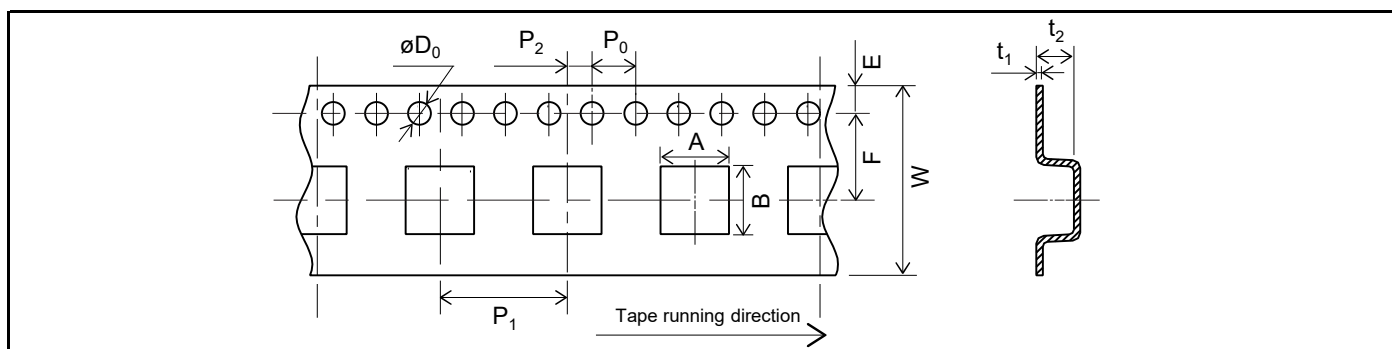 øD₀
P₂
P₀
E
t₁
t₂
A
F
W
B
P₁
Tape running direction